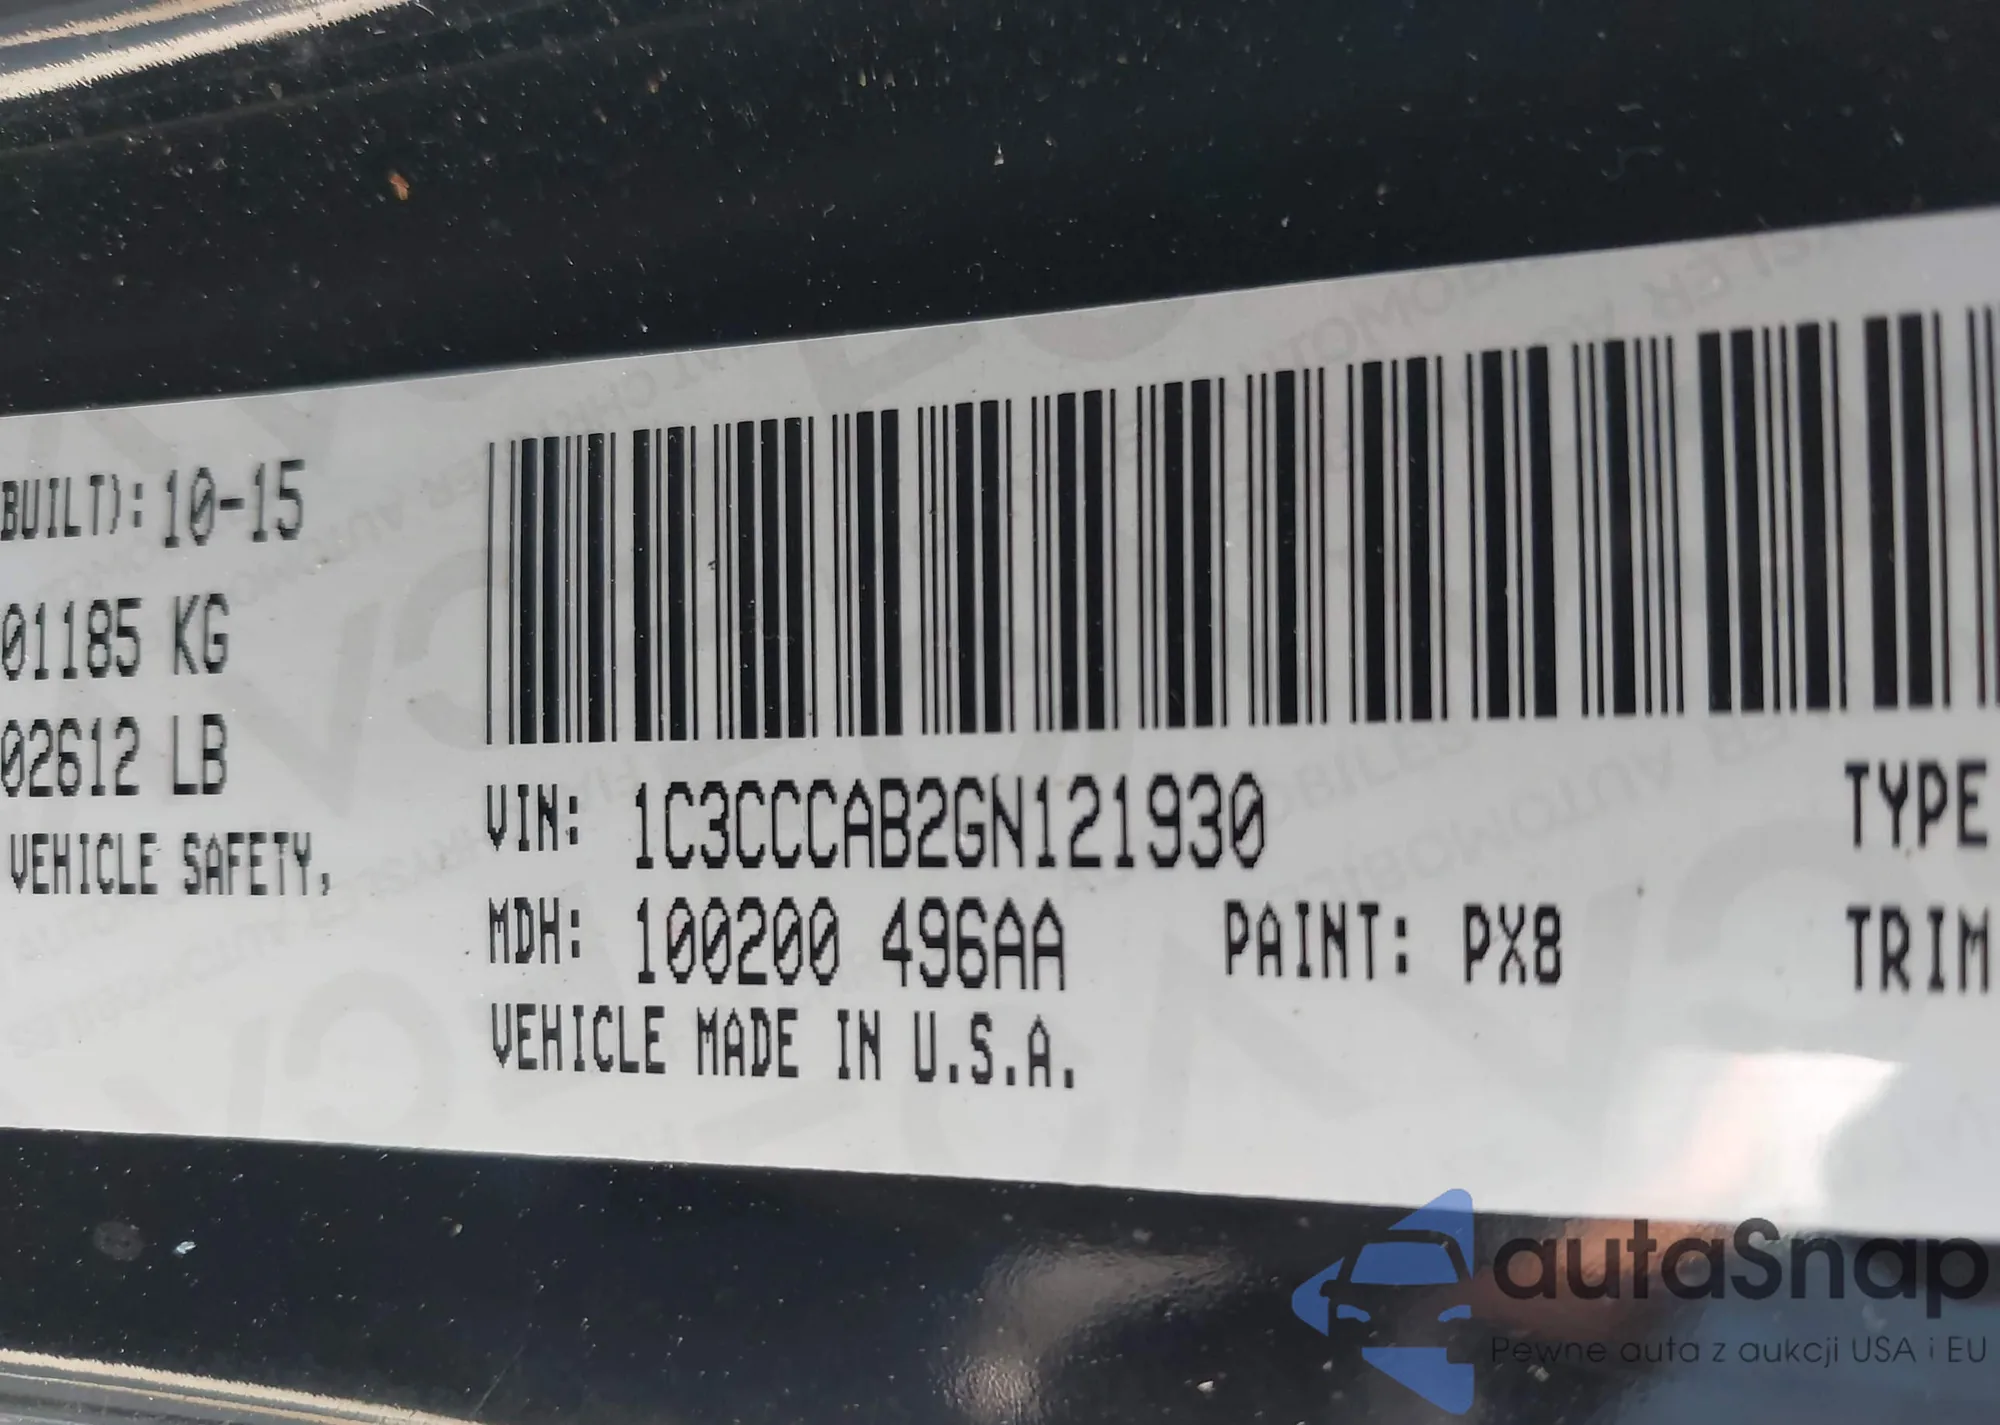 BUILT): 10-15
01185 KG
02612 LB
VEHICLE SAFETY,
VIN: 1C3CCCAB2GN121930
TYPE
MDH: 100200 496AA PAINT: PX8
TRIM
VEHICLE MADE IN U.S.A.
autaSnap
Pewne auta z aukcji USA i EU